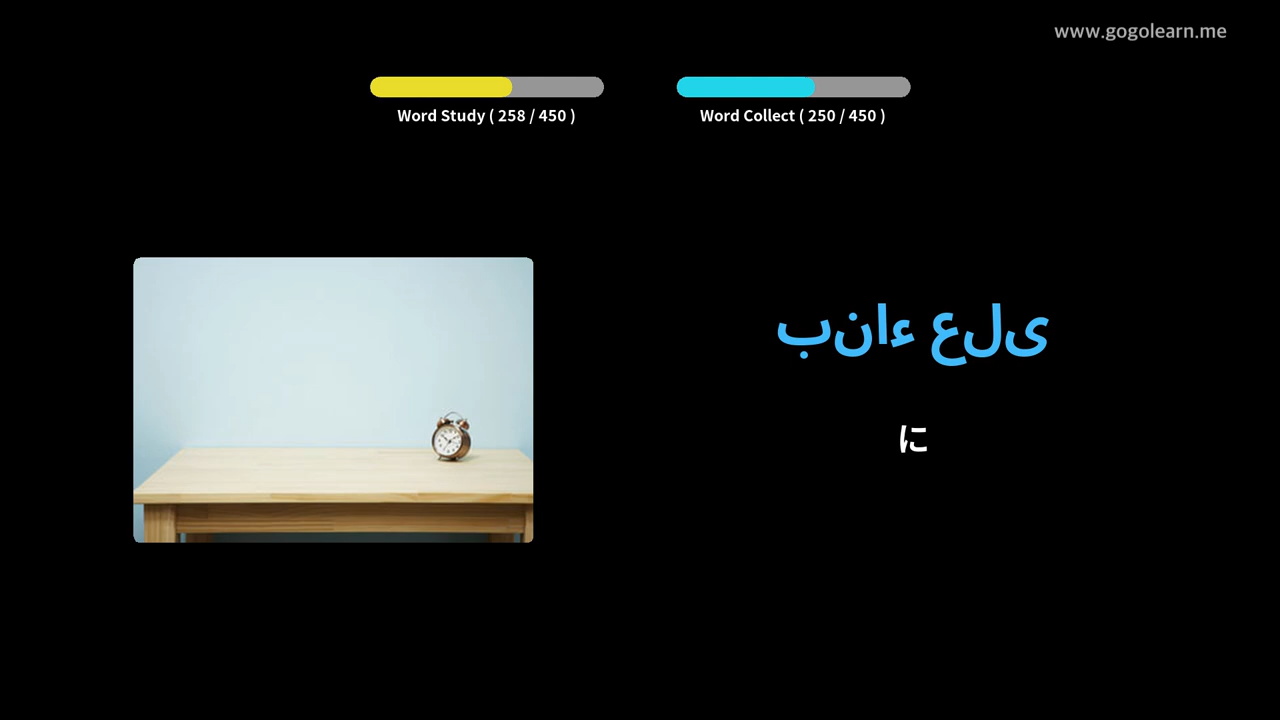 www.gogolearn.me
Word Study ( 258 / 450 )
Word Collect ( 250 / 450 )
بناء على
に